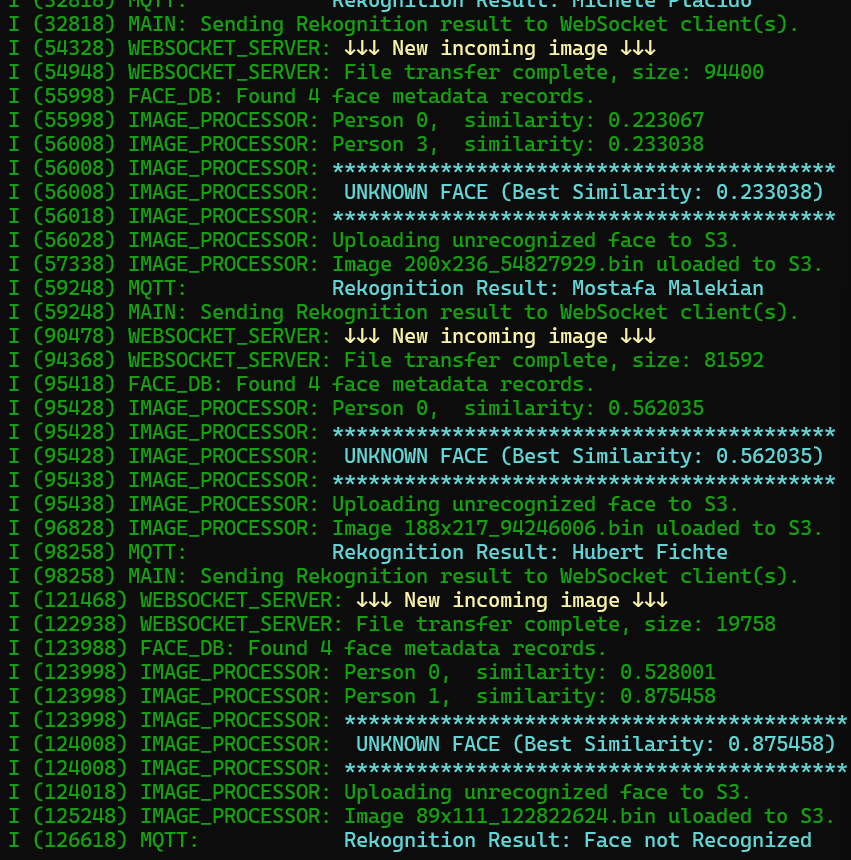 I (32818) MQTT:            Rekognition Result: Michele Placido
I (32818) MAIN: Sending Rekognition result to WebSocket client(s).
I (54328) WEBSOCKET_SERVER: ↓↓↓ New incoming image ↓↓↓
I (54948) WEBSOCKET_SERVER: File transfer complete, size: 94400
I (55998) FACE_DB: Found 4 face metadata records.
I (55998) IMAGE_PROCESSOR: Person 0,  similarity: 0.223067
I (56008) IMAGE_PROCESSOR: Person 3,  similarity: 0.233038
I (56008) IMAGE_PROCESSOR: ******************************************
I (56008) IMAGE_PROCESSOR:  UNKNOWN FACE (Best Similarity: 0.233038)
I (56018) IMAGE_PROCESSOR: ******************************************
I (56028) IMAGE_PROCESSOR: Uploading unrecognized face to S3.
I (57338) IMAGE_PROCESSOR: Image 200x236_54827929.bin uloaded to S3.
I (59248) MQTT:            Rekognition Result: Mostafa Malekian
I (59248) MAIN: Sending Rekognition result to WebSocket client(s).
I (90478) WEBSOCKET_SERVER: ↓↓↓ New incoming image ↓↓↓
I (94368) WEBSOCKET_SERVER: File transfer complete, size: 81592
I (95418) FACE_DB: Found 4 face metadata records.
I (95428) IMAGE_PROCESSOR: Person 0,  similarity: 0.562035
I (95428) IMAGE_PROCESSOR: ******************************************
I (95428) IMAGE_PROCESSOR:  UNKNOWN FACE (Best Similarity: 0.562035)
I (95438) IMAGE_PROCESSOR: ******************************************
I (95438) IMAGE_PROCESSOR: Uploading unrecognized face to S3.
I (96828) IMAGE_PROCESSOR: Image 188x217_94246006.bin uloaded to S3.
I (98258) MQTT:            Rekognition Result: Hubert Fichte
I (98258) MAIN: Sending Rekognition result to WebSocket client(s).
I (121468) WEBSOCKET_SERVER: ↓↓↓ New incoming image ↓↓↓
I (122938) WEBSOCKET_SERVER: File transfer complete, size: 19758
I (123988) FACE_DB: Found 4 face metadata records.
I (123998) IMAGE_PROCESSOR: Person 0,  similarity: 0.528001
I (123998) IMAGE_PROCESSOR: Person 1,  similarity: 0.875458
I (123998) IMAGE_PROCESSOR: ******************************************
I (124008) IMAGE_PROCESSOR:  UNKNOWN FACE (Best Similarity: 0.875458)
I (124008) IMAGE_PROCESSOR: ******************************************
I (124018) IMAGE_PROCESSOR: Uploading unrecognized face to S3.
I (125248) IMAGE_PROCESSOR: Image 89x111_122822624.bin uloaded to S3.
I (126618) MQTT:            Rekognition Result: Face not Recognized